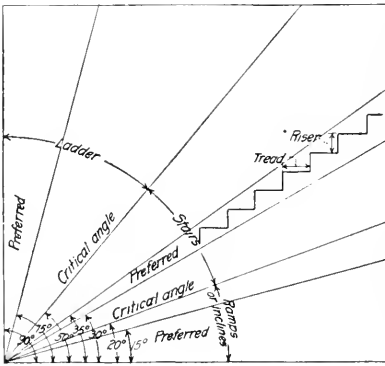 Riser
Tread
Ladder
Stairs
Critical angle
Preferred
Preferred
Critical angle
Ramps
or inclines
Preferred
90°
75°
50°
35°
30°
20°
15°